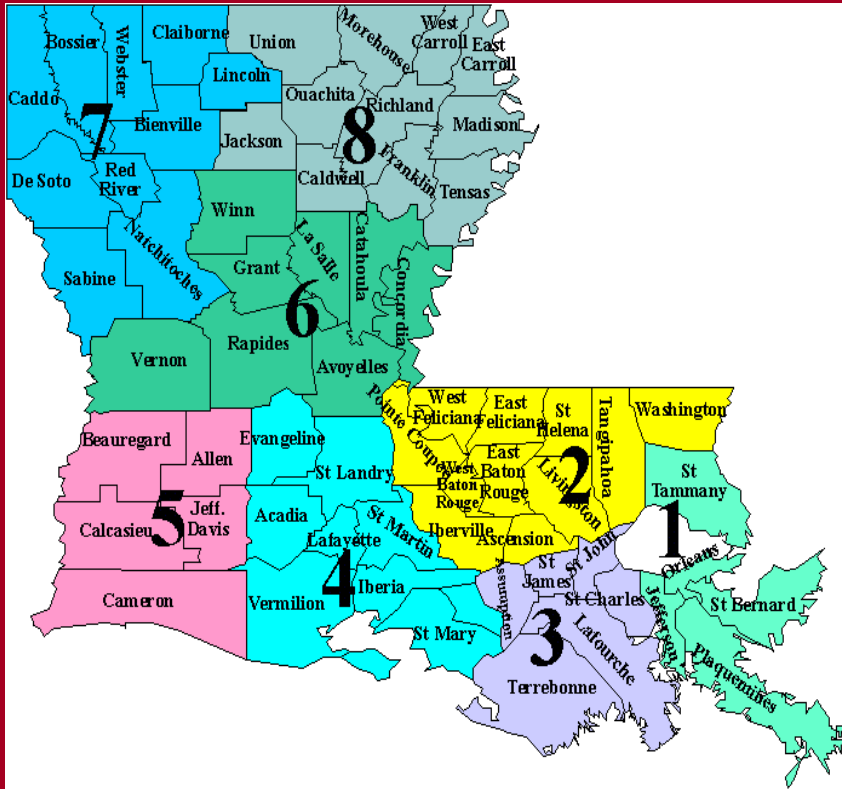 Bossier
Webster
Claiborne
Union
Morehouse
West
Carroll
East
Carroll
Caddo
7
Lincoln
Ouachita
Richland
Bienville
8
Madison
Jackson
Franklin
De Soto
Red
River
Caldwell
Tensas
Winn
Natchitoches
La Salle
Catahoula
Sabine
Grant
Concordia
6
Vernon
Rapides
Avoyelles
Pointe Coupee
West
Feliciana
East
Feliciana
St
Helena
Tangipahoa
Washington
Beauregard
Allen
Evangeline
St Landry
West
Baton
Rouge
East
Baton
Rouge
Livingston
2
St
Tammany
5
Calcasieu
Jeff.
Davis
Acadia
Lafayette
St Martin
Iberville
Ascension
1
Orleans
St John
St
James
Assumption
Cameron
Vermilion
4
Iberia
St Charles
Jefferson
St Bernard
St Mary
3
Lafourche
Plaquemines
Terrebonne